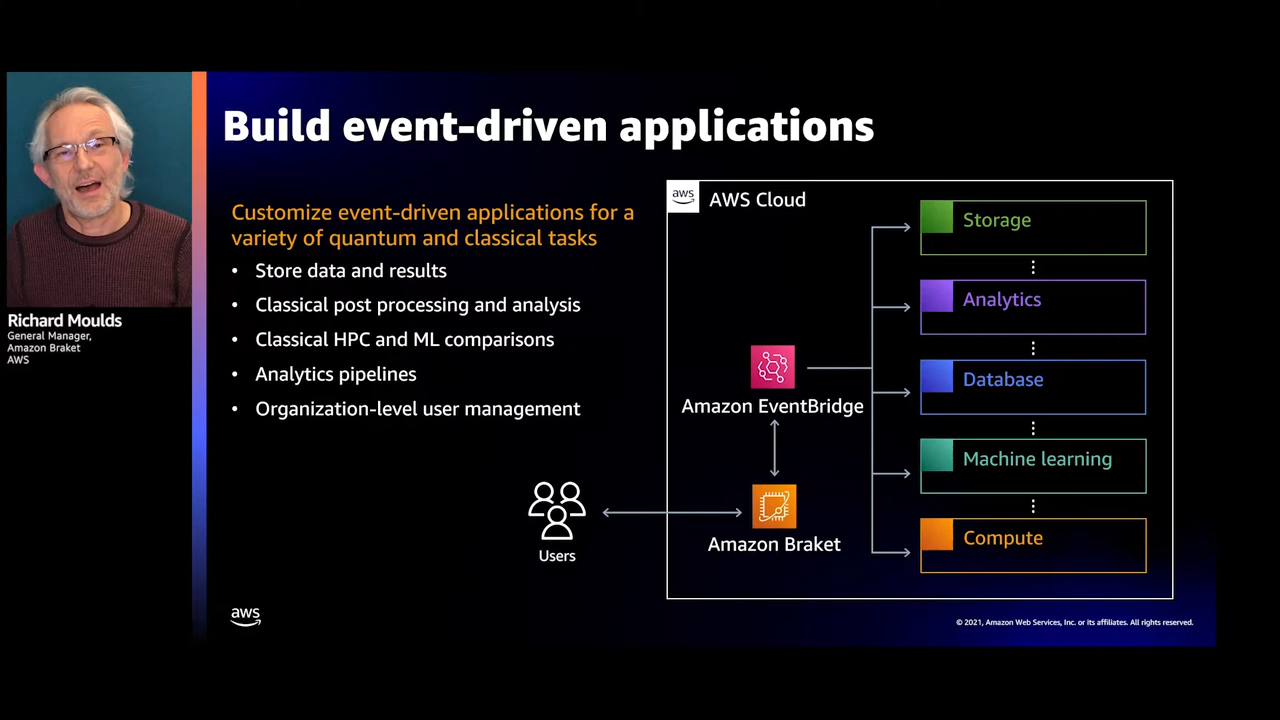 Build event-driven applications
Richard Moulds
General Manager,
Amazon Braket
AWS
Customize event-driven applications for a
variety of quantum and classical tasks
• Store data and results
• Classical post processing and analysis
• Classical HPC and ML comparisons
• Analytics pipelines
• Organization-level user management
Users
aws
AWS Cloud
Amazon EventBridge
Amazon Braket
Storage
Analytics
Database
Machine learning
Compute
aws
© 2021, Amazon Web Services, Inc. or its affiliates. All rights reserved.